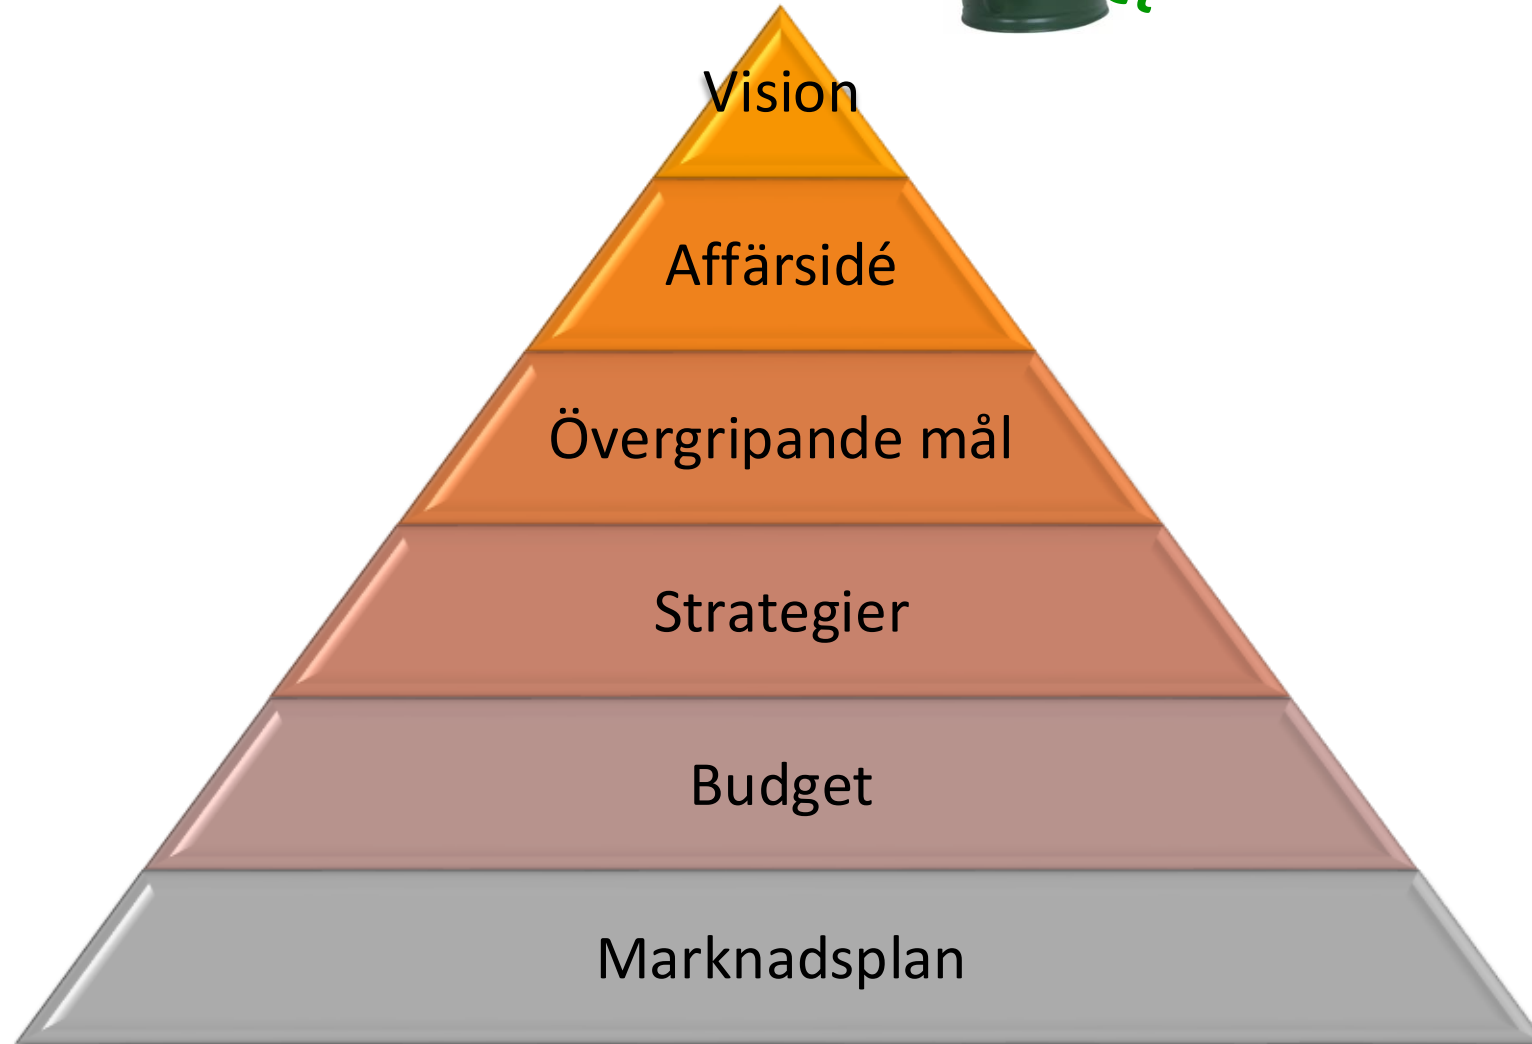 Vision
Affärsidé
Övergripande mål
Strategier
Budget
Marknadsplan